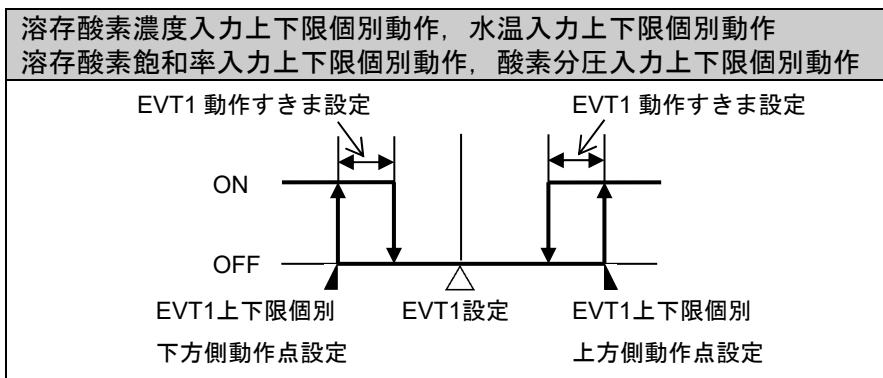 溶存酸素濃度入力上下限個別動作，水温入力上下限個別動作
溶存酸素飽和率入力上下限個別動作，酸素分圧入力上下限個別動作
EVT1 動作すきま設定
EVT1 動作すきま設定
ON
OFF
EVT1上下限個別
下方側動作点設定
EVT1設定
EVT1上下限個別
上方側動作点設定